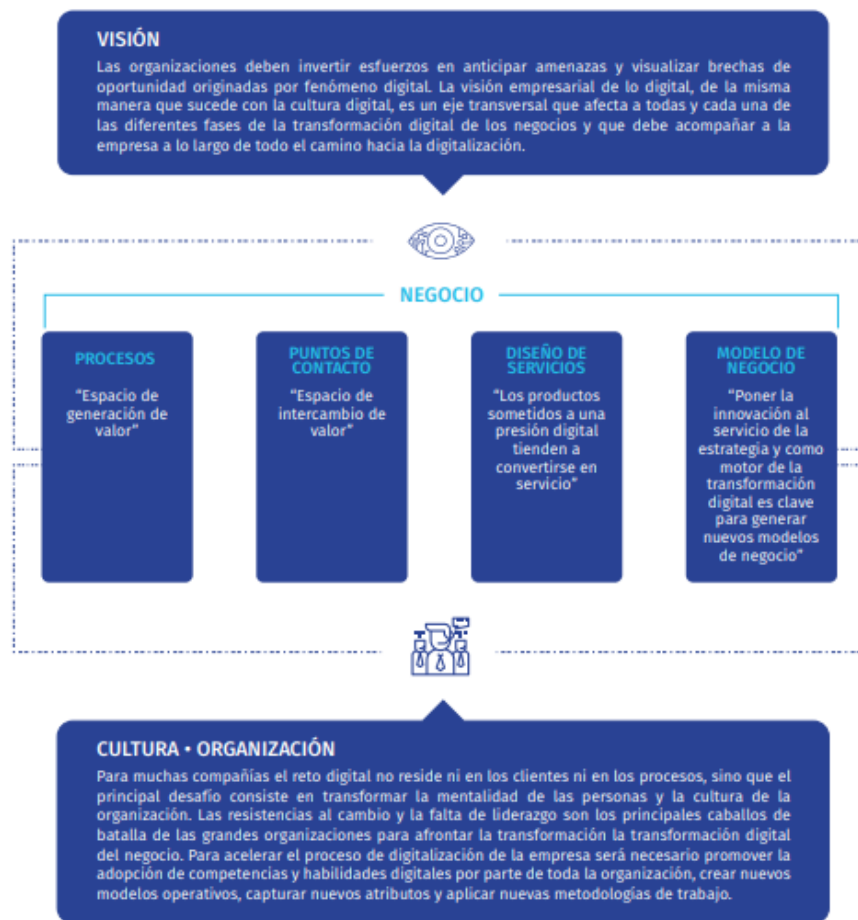 VISIÓN
Las organizaciones deben invertir esfuerzos en anticipar amenazas y visualizar brechas de
oportunidad originadas por fenómeno digital. La visión empresarial de lo digital, de la misma
manera que sucede con la cultura digital, es un eje transversal que afecta a todas y cada una de
las diferentes fases de la transformación digital de los negocios y que debe acompañar a la
empresa a lo largo de todo el camino hacia la digitalización.
NEGOCIO
PROCESOS
“Espacio de
generación de
valor”
PUNTOS DE
CONTACTO
“Espacio de
intercambio de
valor”
DISEÑO DE
SERVICIOS
“Los productos
sometidos a una
presión digital
tienden a
convertirse en
servicio”
MODELO DE
NEGOCIO
“Poner la
innovación al
servicio de la
estrategia y como
motor de la
transformación
digital es clave
para generar
nuevos modelos
de negocio”
CULTURA • ORGANIZACIÓN
Para muchas compañías el reto digital no reside ni en los clientes ni en los procesos, sino que el
principal desafío consiste en transformar la mentalidad de las personas y la cultura de la
organización. Las resistencias al cambio y la falta de liderazgo son los principales caballos de
batalla de las grandes organizaciones para afrontar la transformación la transformación digital
del negocio. Para acelerar el proceso de digitalización de la empresa será necesario promover la
adopción de competencias y habilidades digitales por parte de toda la organización, crear nuevos
modelos operativos, capturar nuevos atributos y aplicar nuevas metodologías de trabajo.